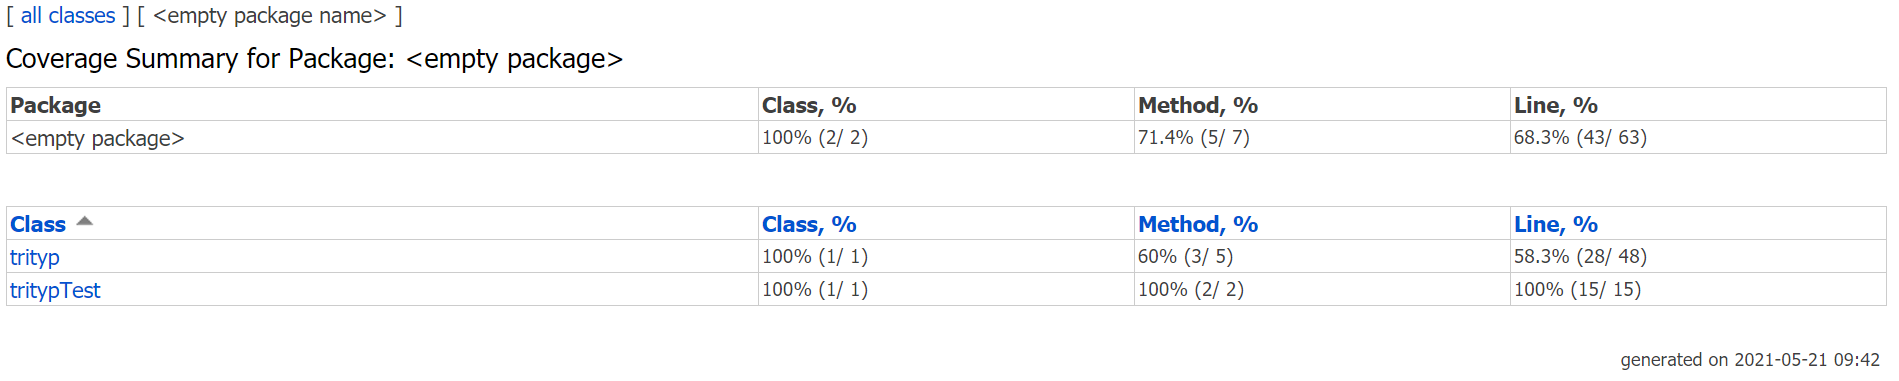 [ all classes ] [ <empty package name> ]
Coverage Summary for Package: <empty package>
Package Class, % Method, % Line, %
<empty package> 100% (2/ 2) 71.4% (5/ 7) 68.3% (43/ 63)
Class Class, % Method, % Line, %
trityp 100% (1/ 1) 60% (3/ 5) 58.3% (28/ 48)
tritypTest 100% (1/ 1) 100% (2/ 2) 100% (15/ 15)
generated on 2021-05-21 09:42